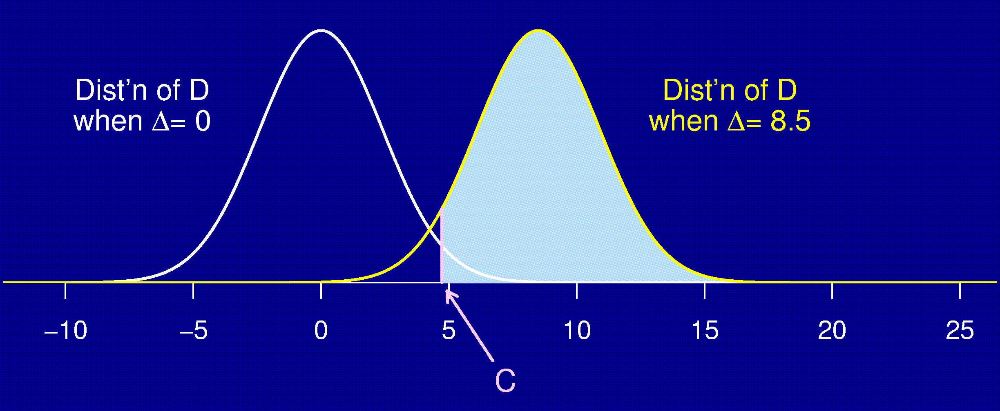 Dist’n of D
when Δ= 0
Dist’n of D
when Δ= 8.5
−10 −5 0 5 10 15 20 25
C